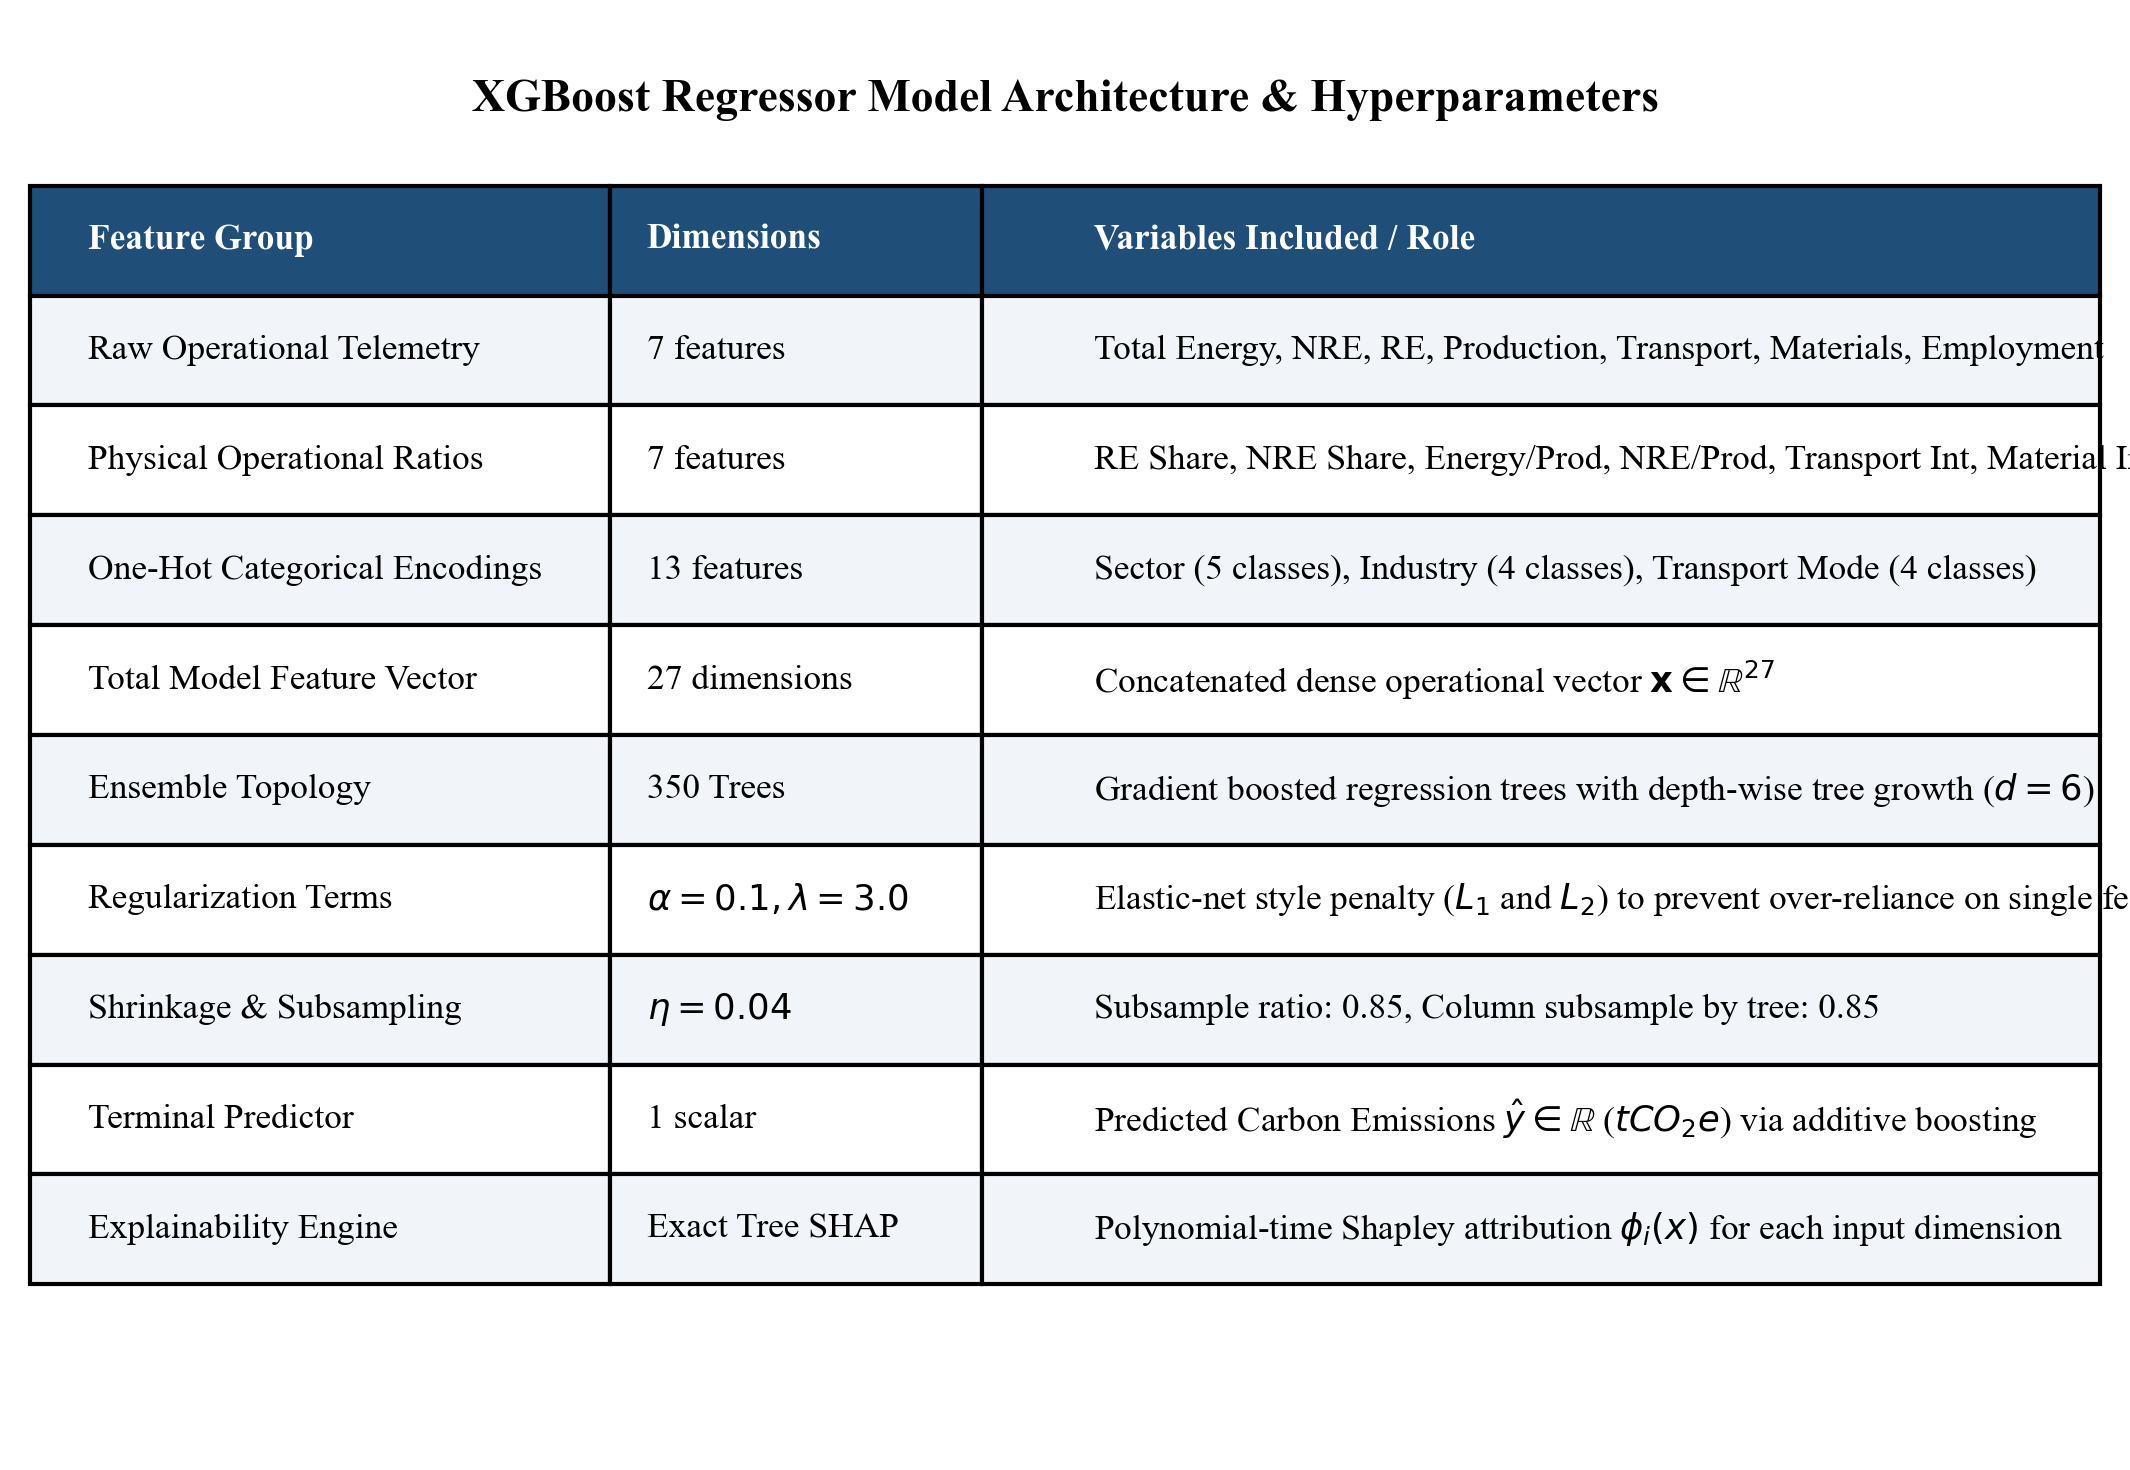 XGBoost Regressor Model Architecture & Hyperparameters
Feature Group Dimensions Variables Included / Role
Raw Operational Telemetry 7 features Total Energy, NRE, RE, Production, Transport, Materials, Employment
Physical Operational Ratios 7 features RE Share, NRE Share, Energy/Prod, NRE/Prod, Transport Int, Material
One-Hot Categorical Encodings 13 features Sector (5 classes), Industry (4 classes), Transport Mode (4 classes)
Total Model Feature Vector 27 dimensions Concatenated dense operational vector x ∈ ℝ²⁷
Ensemble Topology 350 Trees Gradient boosted regression trees with depth-wise tree growth (d = 6)
Regularization Terms α = 0.1, λ = 3.0 Elastic-net style penalty (L₁ and L₂) to prevent over-reliance on single fe
Shrinkage & Subsampling η = 0.04 Subsample ratio: 0.85, Column subsample by tree: 0.85
Terminal Predictor 1 scalar Predicted Carbon Emissions ŷ ∈ ℝ (tCO₂e) via additive boosting
Explainability Engine Exact Tree SHAP Polynomial-time Shapley attribution ϕᵢ(x) for each input dimension